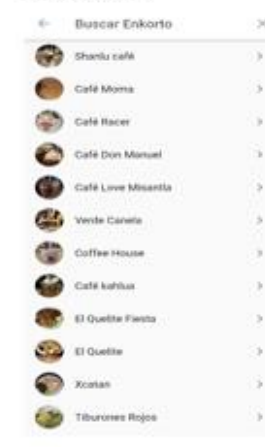 Buscar Enkorto
Shanlu café
Café Moma
Café Racer
Café Don Manuel
Café Love Misantla
Verde Canela
Coffee House
Café kahlua
El Quelite Fiesta
El Quelite
Xcatan
Tiburones Rojos